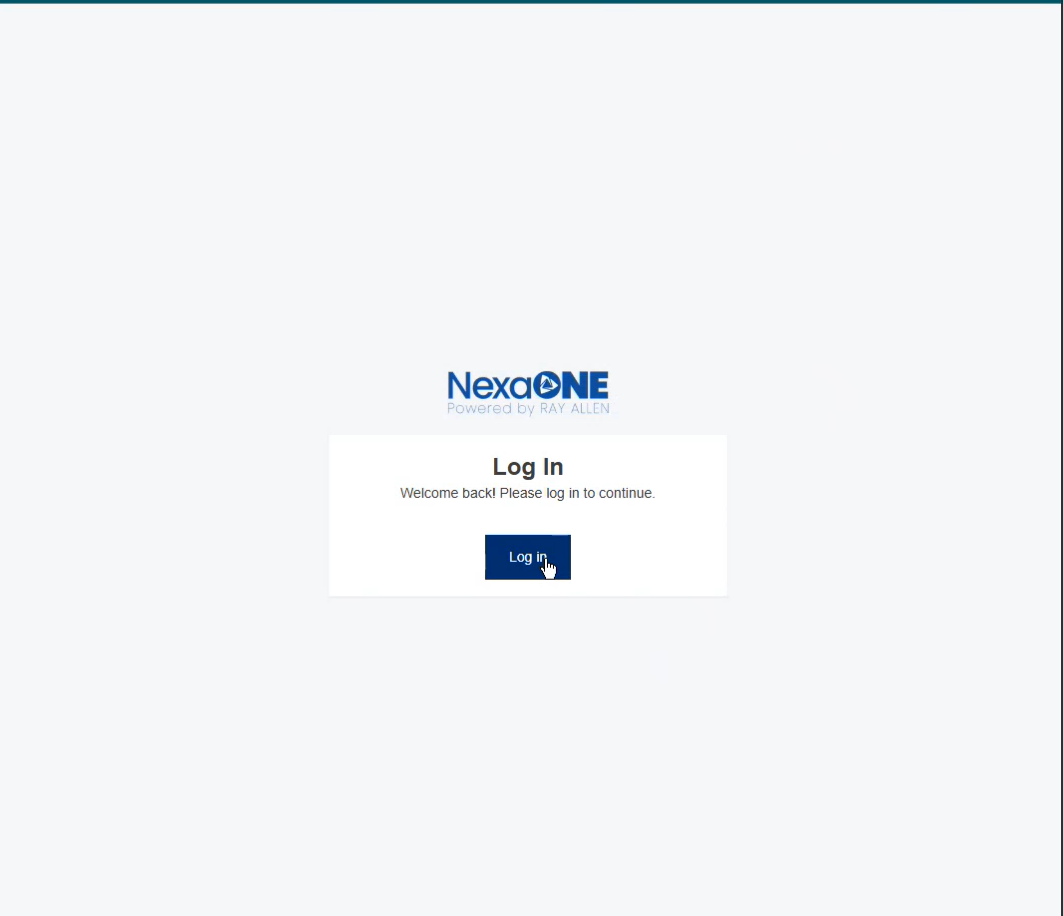 NexaONE
Powered by RAY ALLEN
Log In
Welcome back! Please log in to continue.
Log in